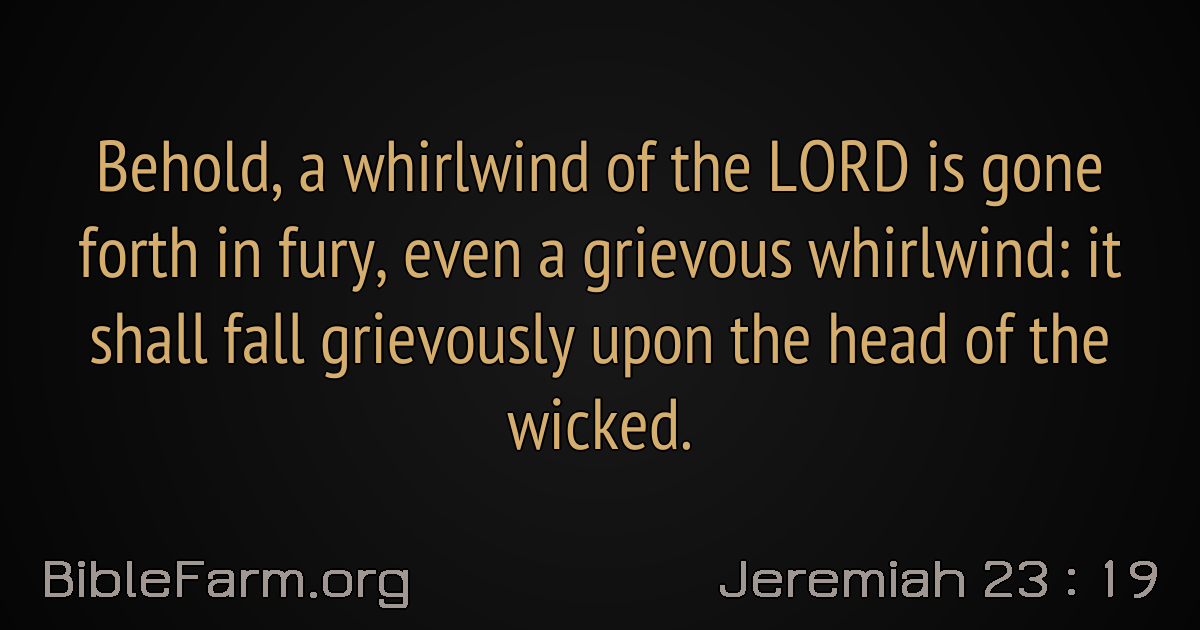 Behold, a whirlwind of the LORD is gone
forth in fury, even a grievous whirlwind: it
shall fall grievously upon the head of the
wicked.
BibleFarm.org
Jeremiah 23 : 19